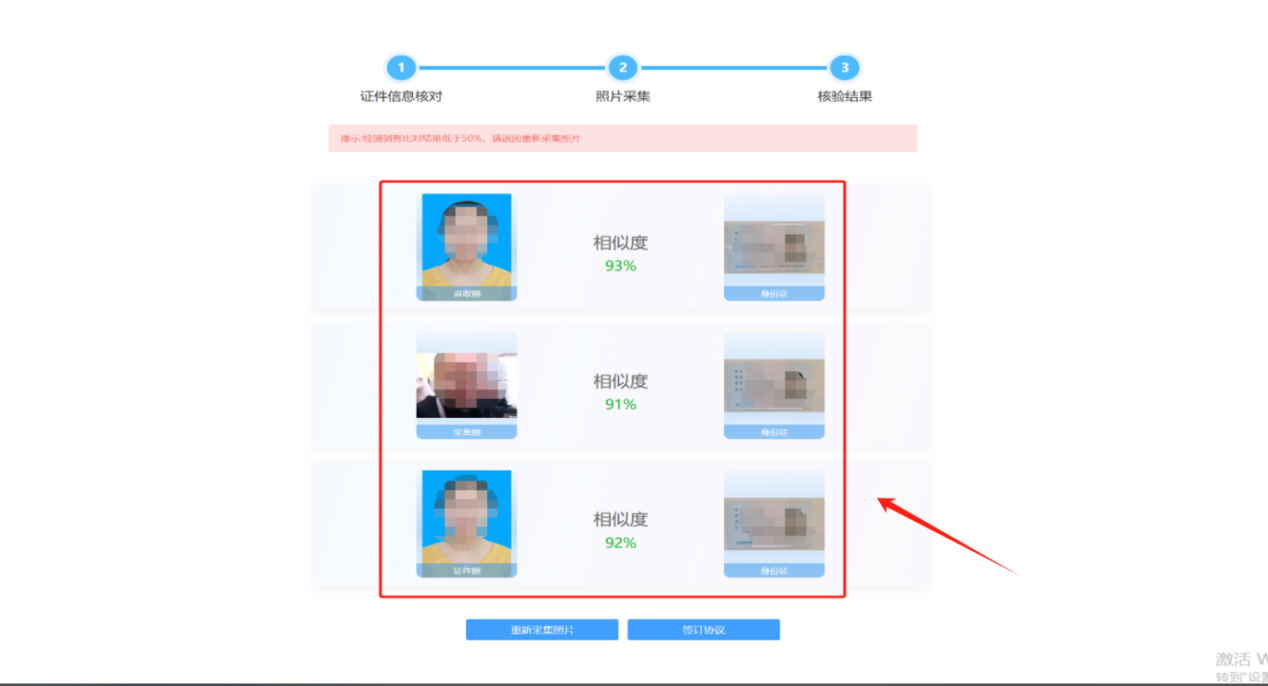 1
2
3
证件信息核对
照片采集
核验结果
提示:检测到有比对结果低于50%，请返回重新采集照片
相似度
93%
录取照
身份证
相似度
91%
采集照
身份证
相似度
92%
证件照
身份证
重新采集照片
签订协议
激活 W
转到"设置